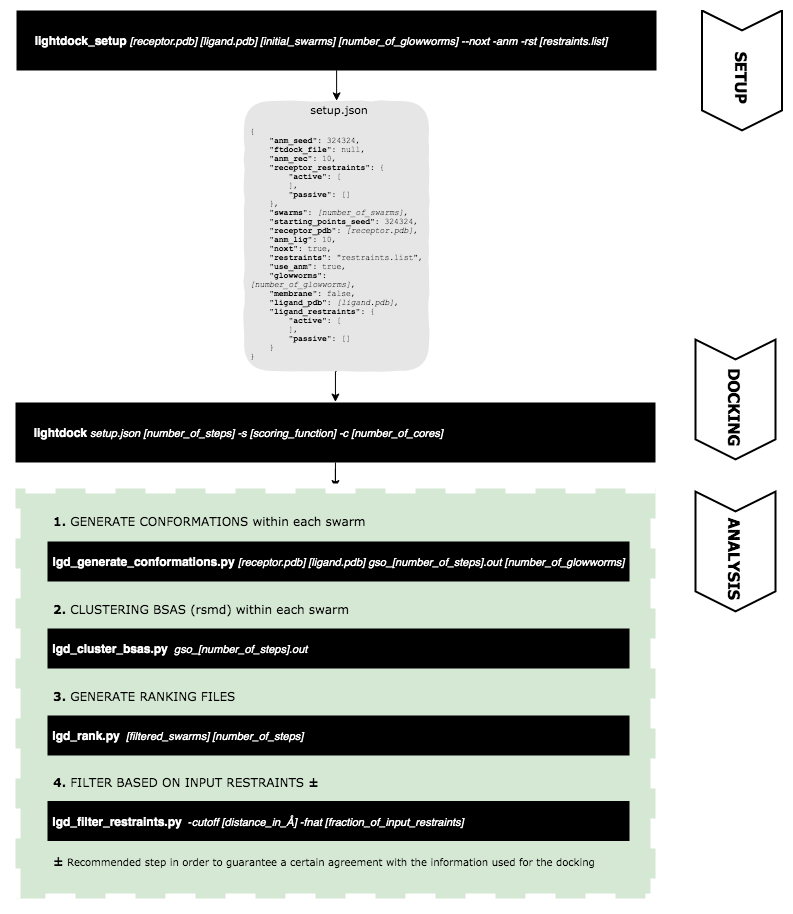 lightdock_setup [receptor.pdb] [ligand.pdb] [initial_swarms] [number_of_glowworms] --noxt -anm -rst [restraints.list]
SETUP
setup.json
{
"anm_seed": 324324,
"ftdock_file": null,
"anm_rec": 10,
"receptor_restraints": {
"active": [
],
"passive": []
},
"swarms": [number_of_swarms],
"starting_points_seed": 324324,
"receptor_pdb": [receptor.pdb],
"anm_lig": 10,
"noxt": true,
"restraints": "restraints.list",
"use_anm": true,
"glowworms":
[number_of_glowworms],
"membrane": false,
"ligand_pdb": [ligand.pdb],
"ligand_restraints": {
"active": [
],
"passive": []
}
}
DOCKING
lightdock setup.json [number_of_steps] -s [scoring_function] -c [number_of_cores]
ANALYSIS
1. GENERATE CONFORMATIONS within each swarm
lgd_generate_conformations.py [receptor.pdb] [ligand.pdb] gso_[number_of_steps].out [number_of_glowworms]
2. CLUSTERING BSAS (rsmd) within each swarm
lgd_cluster_bsas.py gso_[number_of_steps].out
3. GENERATE RANKING FILES
lgd_rank.py [filtered_swarms] [number_of_steps]
4. FILTER BASED ON INPUT RESTRAINTS ±
lgd_filter_restraints.py -cutoff [distance_in_Å] -fnat [fraction_of_input_restraints]
± Recommended step in order to guarantee a certain agreement with the information used for the docking